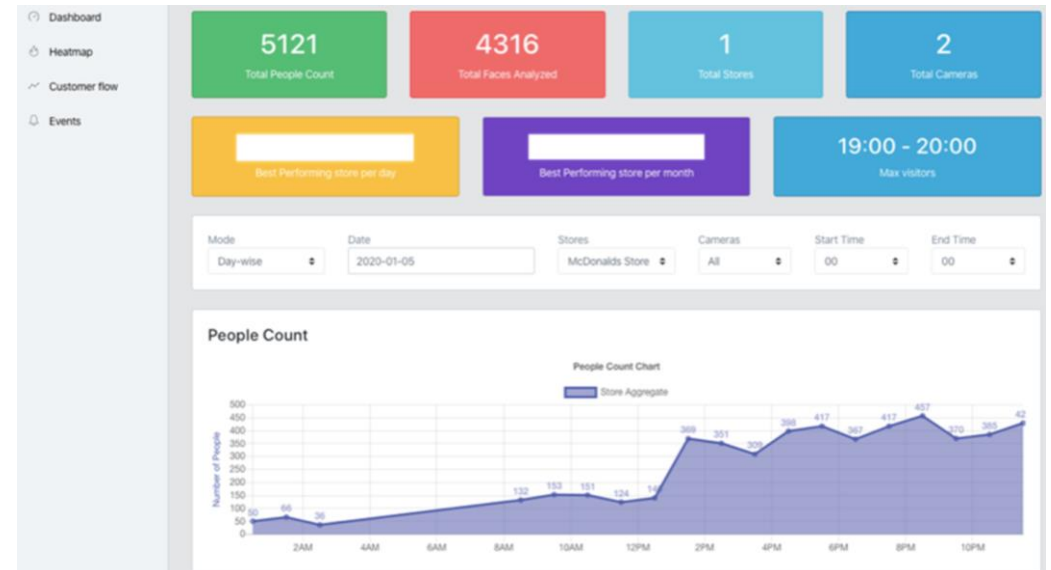 Dashboard
Heatmap
Customer flow
Events
5121
Total People Count
4316
Total Faces Analyzed
1
Total Stores
2
Total Cameras
Best Performing store per day
Best Performing store per month
19:00 - 20:00
Max visitors
Mode Date Stores Cameras Start Time End Time
Day-wise 2020-01-05 McDonalds Store All 00 00
People Count
People Count Chart
Store Aggregate
Number of People
500
450
400
350
300
250
200
150
100
50
0
50 66 36 132 153 151 124 369 351 309 398 417 367 417 457 370 385 42
2AM 4AM 6AM 8AM 10AM 12PM 2PM 4PM 6PM 8PM 10PM